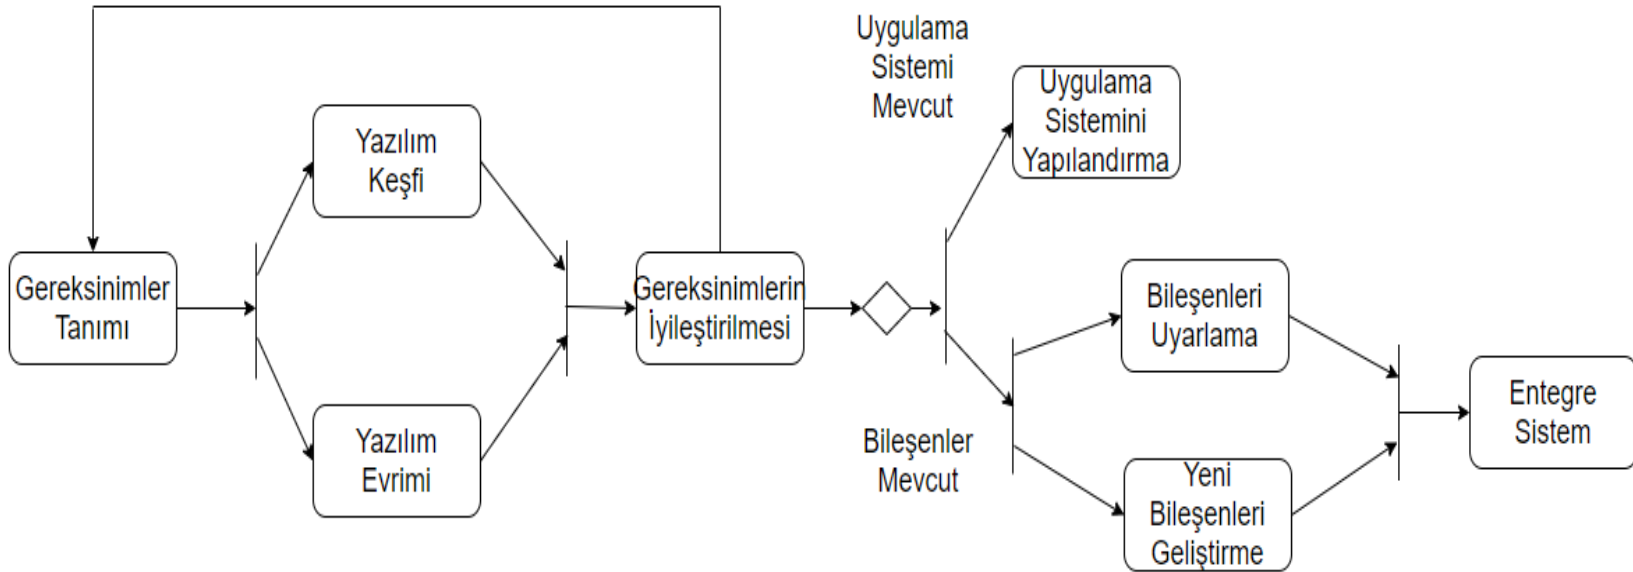 Gereksinimler
Tanımı
Yazılım
Keşfi
Yazılım
Evrimi
Gereksinimlerin
İyileştirilmesi
Uygulama
Sistemi
Mevcut
Uygulama
Sistemini
Yapılandırma
Bileşenler
Mevcut
Bileşenleri
Uyarlama
Yeni
Bileşenleri
Geliştirme
Entegre
Sistem